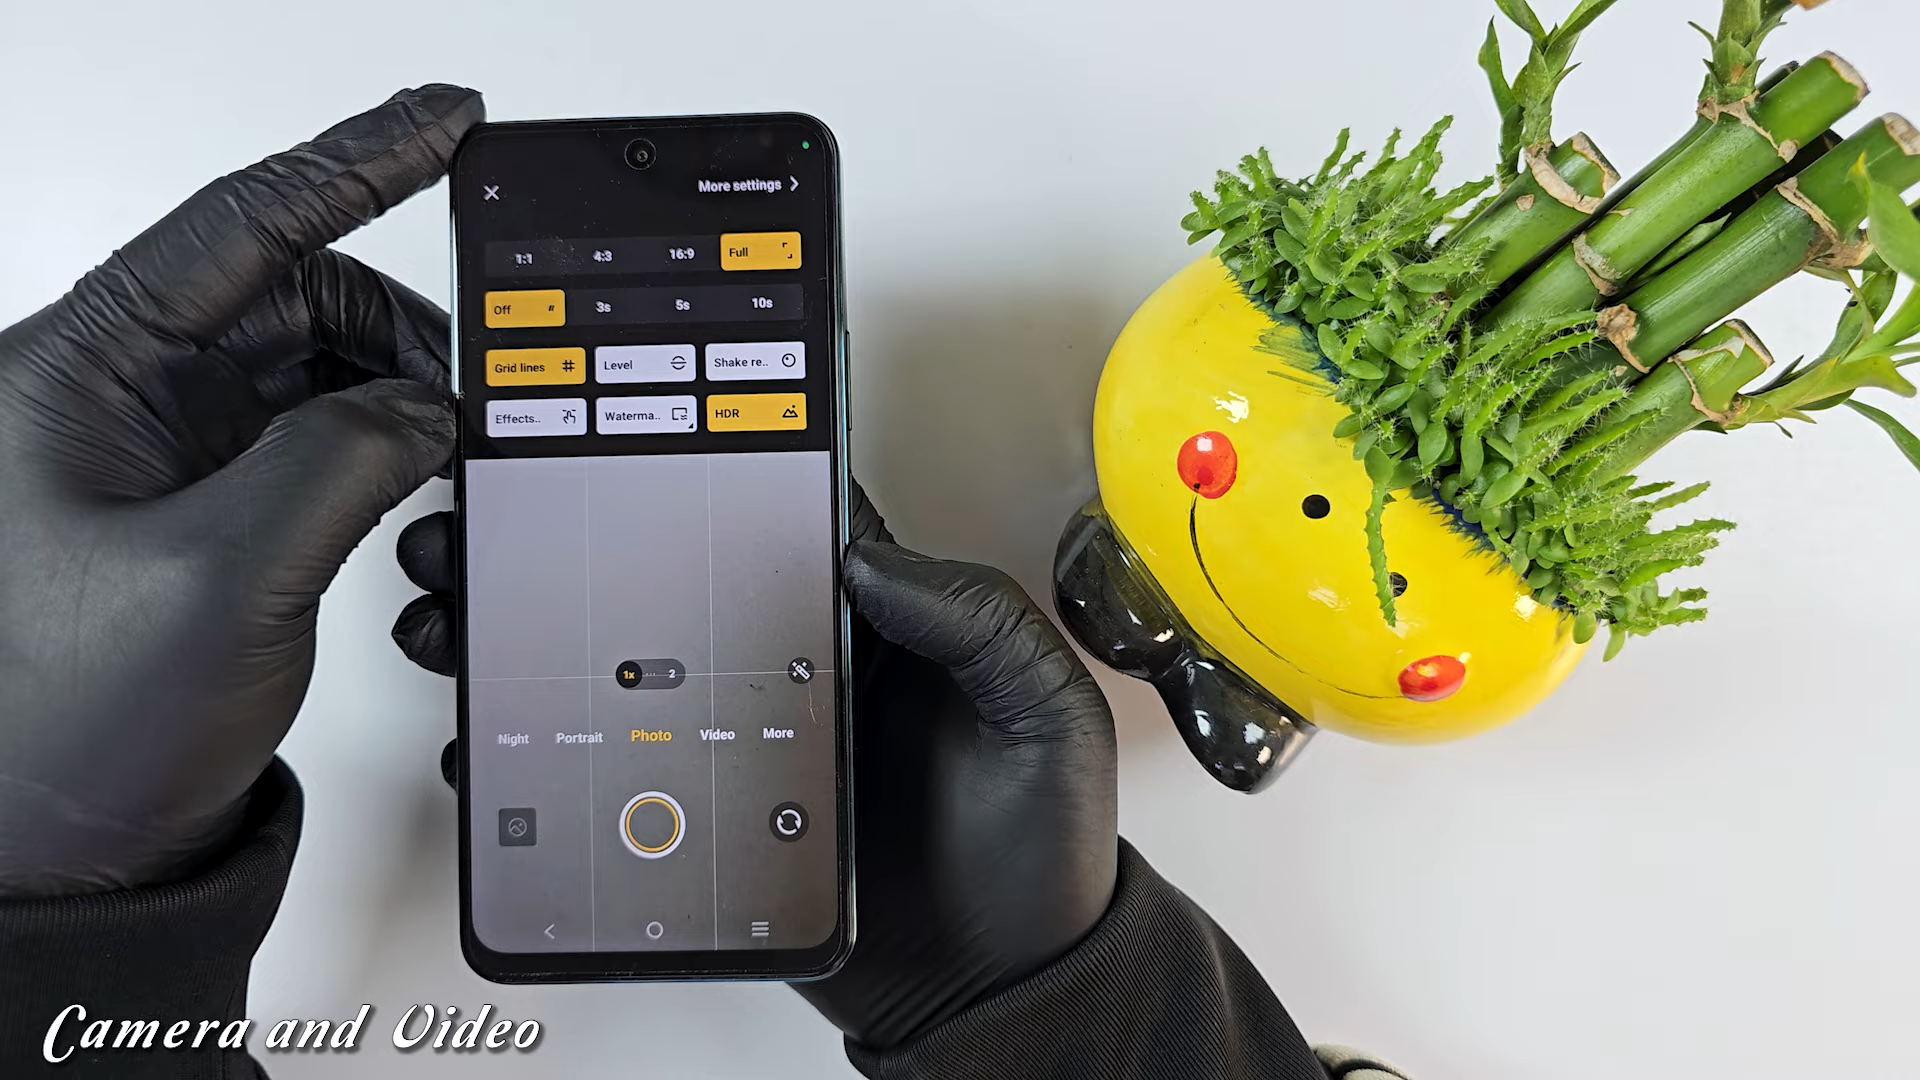 More settings
1:1 4:3 16:9 Full
Off 3s 5s 10s
Grid lines Level Shake re..
Effects.. Waterma.. HDR
1x 2
Night Portrait Photo Video More
Camera and Video